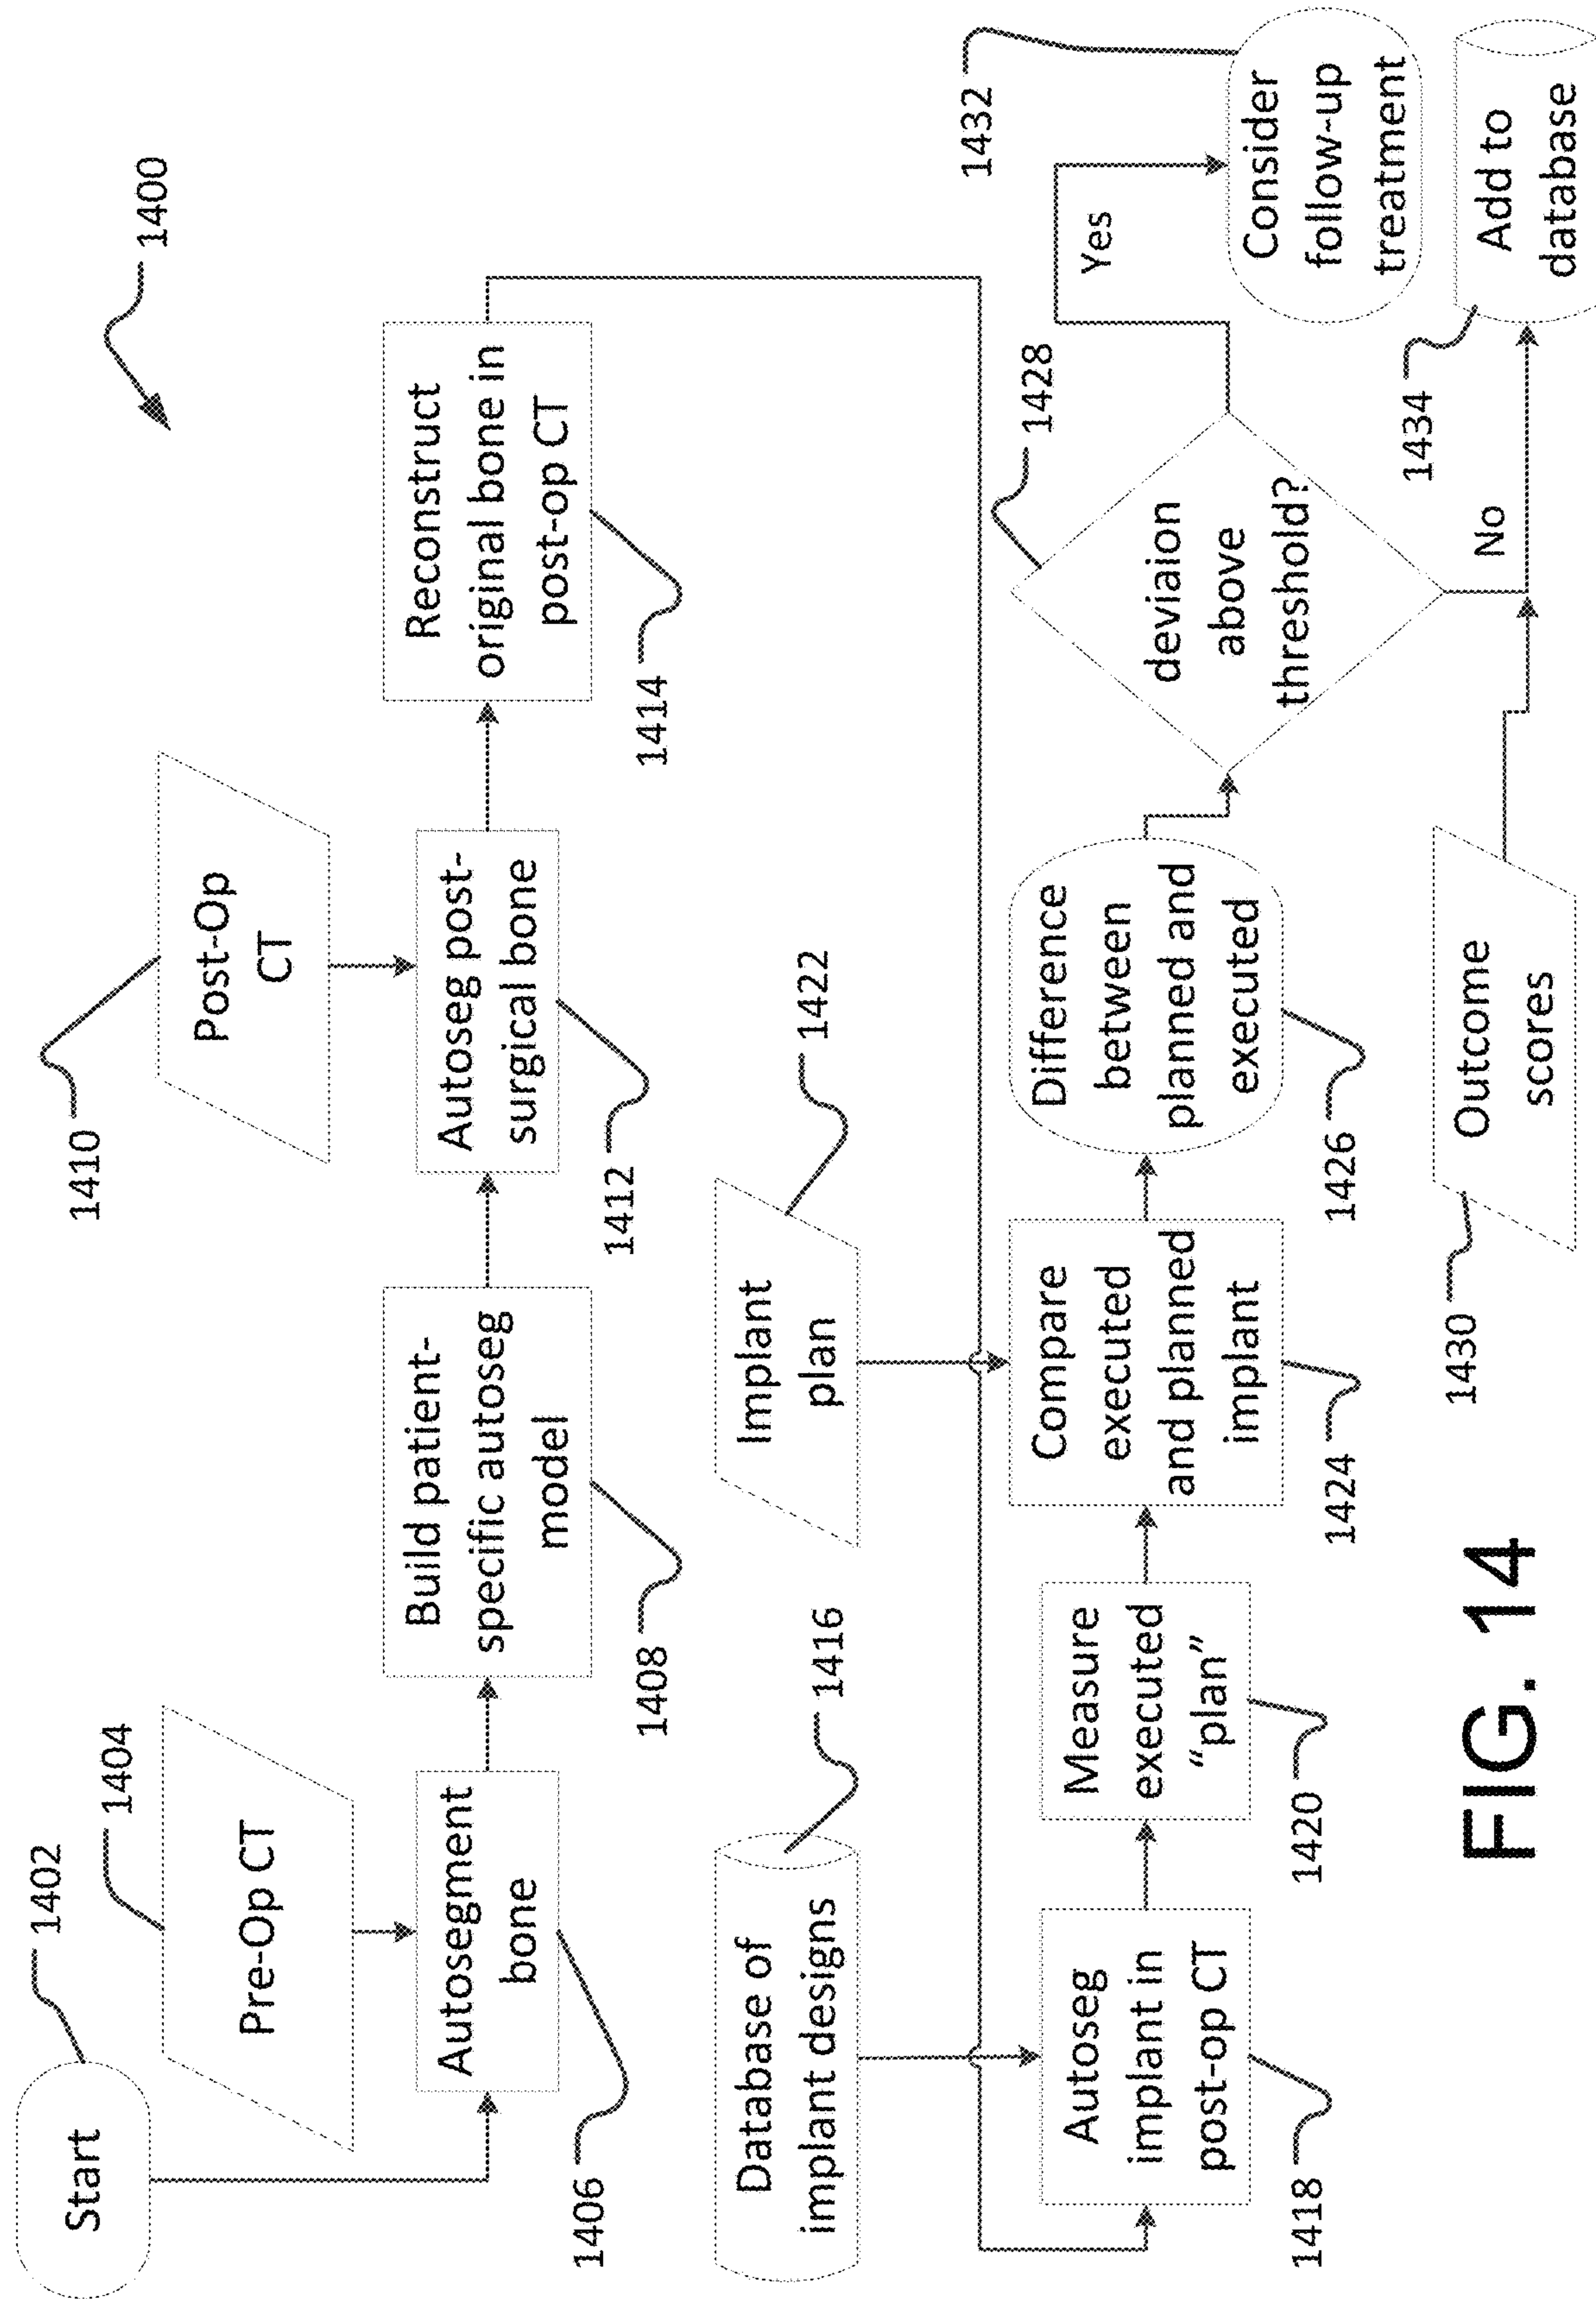 1400
Start
1402
Pre-Op CT
1404
Autosegment
bone
1406
Build patient-
specific autoseg
model
1408
Post-Op
CT
1410
Autoseg post-
surgical bone
1412
Reconstruct
original bone in
post-op CT
1414
Database of
implant designs
1416
Autoseg
implant in
post-op CT
1418
Measure
executed
“plan”
1420
Implant
plan
1422
Compare
executed
and planned
implant
1424
Difference
between
planned and
executed
1426
deviaion
above
threshold?
1428
Yes
No
Outcome
scores
1430
Consider
follow-up
treatment
1432
Add to
database
1434
FIG. 14